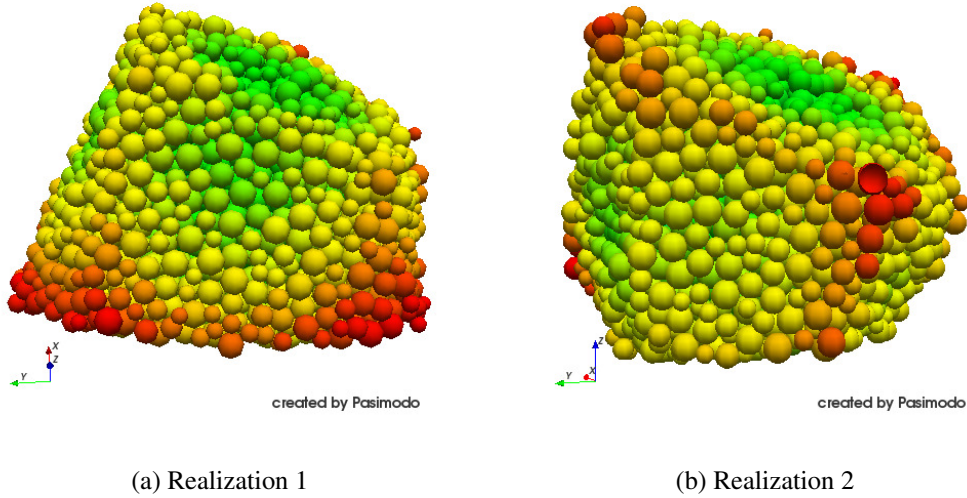 X
Z
Y
created by Pasimodo
Z
Y
X
created by Pasimodo
(a) Realization 1
(b) Realization 2